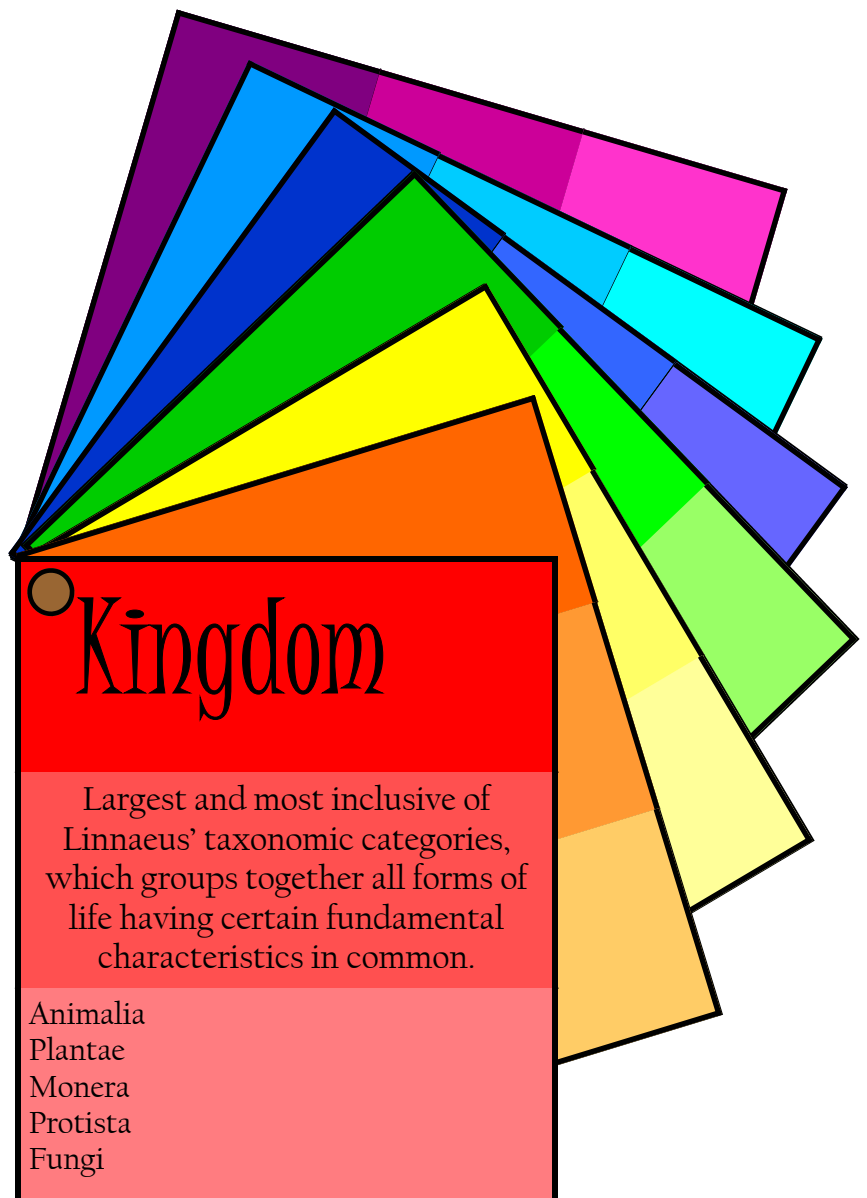 Kingdom
Largest and most inclusive of
Linnaeus’ taxonomic categories,
which groups together all forms of
life having certain fundamental
characteristics in common.
Animalia
Plantae
Monera
Protista
Fungi